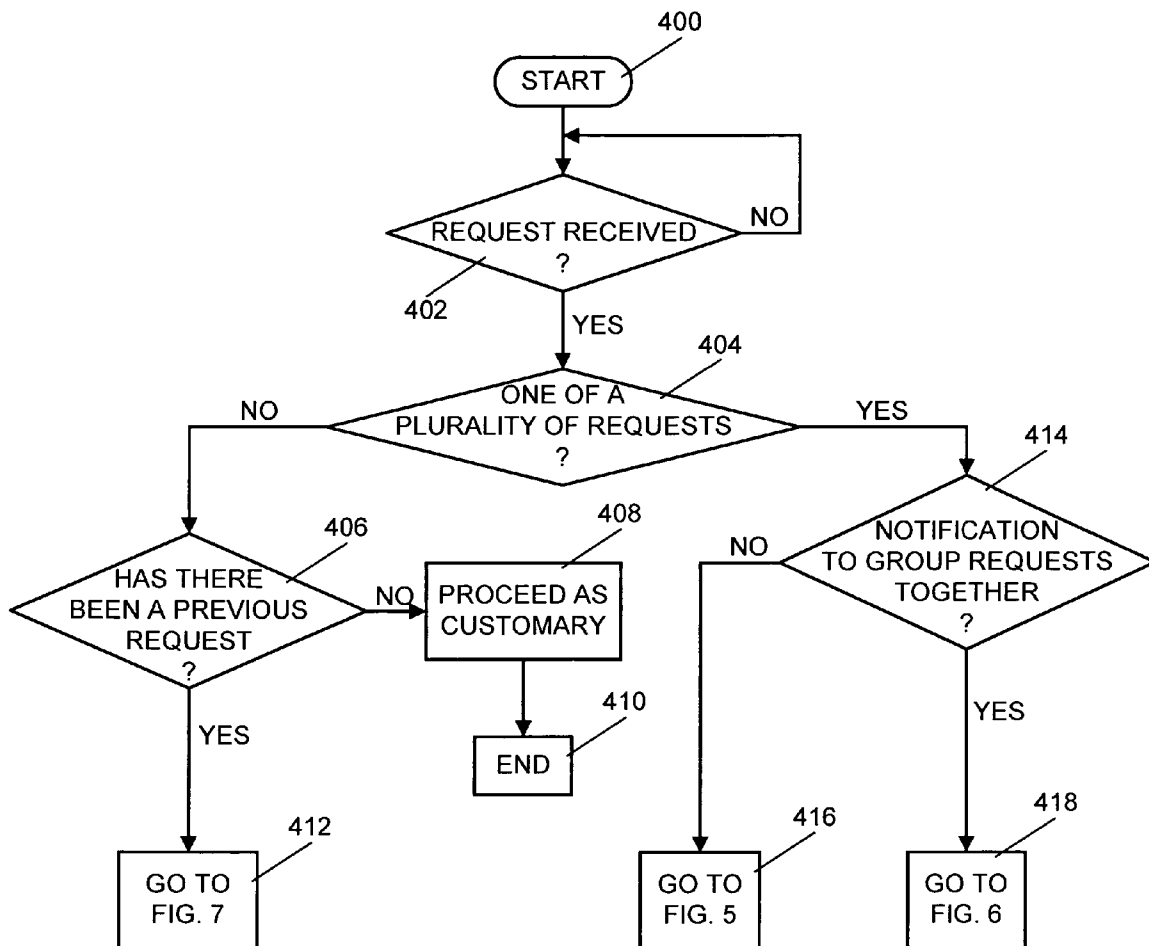 400
START
NO
REQUEST RECEIVED
?
402
YES
404
ONE OF A
PLURALITY OF REQUESTS
?
NO
YES
414
406
408
NOTIFICATION
TO GROUP REQUESTS
TOGETHER
?
NO
HAS THERE
BEEN A PREVIOUS
REQUEST
?
NO
PROCEED AS
CUSTOMARY
410
END
YES
YES
412
416
418
GO TO
FIG. 7
GO TO
FIG. 5
GO TO
FIG. 6